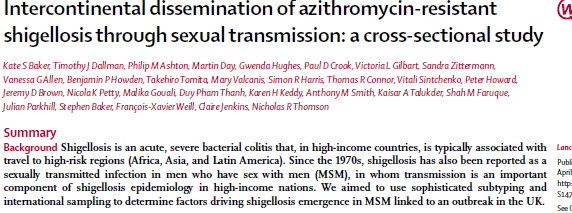 Intercontinental dissemination of azithromycin-resistant
shigellosis through sexual transmission: a cross-sectional study
Kate S Baker, Timothy J Dallman, Philip M Ashton, Martin Day, Gwenda Hughes, Paul D Crook, Victoria L Gilbart, Sandra Zittermann,
Vanessa G Allen, Benjamin P Howden, Takehiro Tomita, Mary Valcanis, Simon R Harris, Thomas R Connor, Vitali Sintchenko, Peter Howard,
Jeremy D Brown, Nicola K Petty, Malika Gouali, Duy Pham Thanh, Karen H Keddy, Anthony M Smith, Kaisar A Talukder, Shah M Faruque,
Julian Parkhill, Stephen Baker, François-Xavier Weill, Claire Jenkins, Nicholas R Thomson
Summary
Background Shigellosis is an acute, severe bacterial colitis that, in high-income countries, is typically associated with
travel to high-risk regions (Africa, Asia, and Latin America). Since the 1970s, shigellosis has also been reported as a
sexually transmitted infection in men who have sex with men (MSM), in whom transmission is an important
component of shigellosis epidemiology in high-income nations. We aimed to use sophisticated subtyping and
international sampling to determine factors driving shigellosis emergence in MSM linked to an outbreak in the UK.
Lanc
Publ
April
http
S147
See C